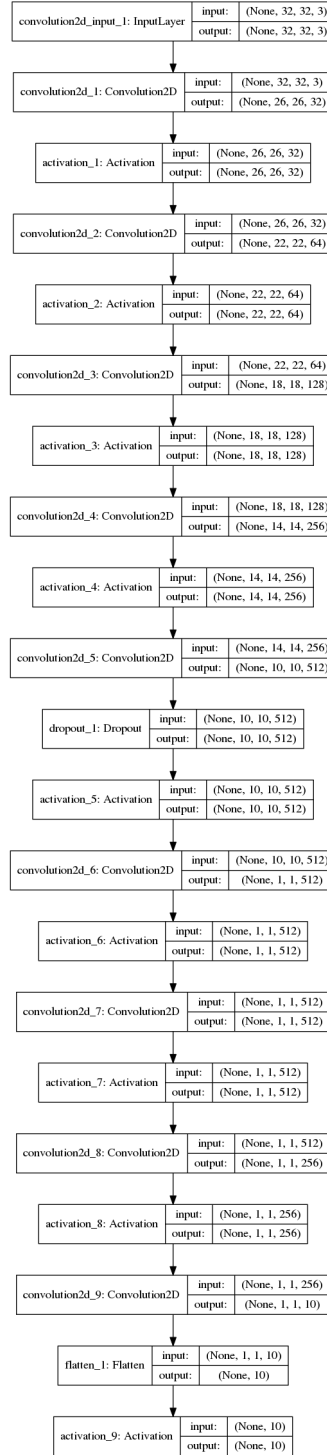 convolution2d_input_1: InputLayer
input: (None, 32, 32, 3)
output: (None, 32, 32, 3)
convolution2d_1: Convolution2D
input: (None, 32, 32, 3)
output: (None, 26, 26, 32)
activation_1: Activation
input: (None, 26, 26, 32)
output: (None, 26, 26, 32)
convolution2d_2: Convolution2D
input: (None, 26, 26, 32)
output: (None, 22, 22, 64)
activation_2: Activation
input: (None, 22, 22, 64)
output: (None, 22, 22, 64)
convolution2d_3: Convolution2D
input: (None, 22, 22, 64)
output: (None, 18, 18, 128)
activation_3: Activation
input: (None, 18, 18, 128)
output: (None, 18, 18, 128)
convolution2d_4: Convolution2D
input: (None, 18, 18, 128)
output: (None, 14, 14, 256)
activation_4: Activation
input: (None, 14, 14, 256)
output: (None, 14, 14, 256)
convolution2d_5: Convolution2D
input: (None, 14, 14, 256)
output: (None, 10, 10, 512)
dropout_1: Dropout
input: (None, 10, 10, 512)
output: (None, 10, 10, 512)
activation_5: Activation
input: (None, 10, 10, 512)
output: (None, 10, 10, 512)
convolution2d_6: Convolution2D
input: (None, 10, 10, 512)
output: (None, 1, 1, 512)
activation_6: Activation
input: (None, 1, 1, 512)
output: (None, 1, 1, 512)
convolution2d_7: Convolution2D
input: (None, 1, 1, 512)
output: (None, 1, 1, 512)
activation_7: Activation
input: (None, 1, 1, 512)
output: (None, 1, 1, 512)
convolution2d_8: Convolution2D
input: (None, 1, 1, 512)
output: (None, 1, 1, 256)
activation_8: Activation
input: (None, 1, 1, 256)
output: (None, 1, 1, 256)
convolution2d_9: Convolution2D
input: (None, 1, 1, 256)
output: (None, 1, 1, 10)
flatten_1: Flatten
input: (None, 1, 1, 10)
output: (None, 10)
activation_9: Activation
input: (None, 10)
output: (None, 10)